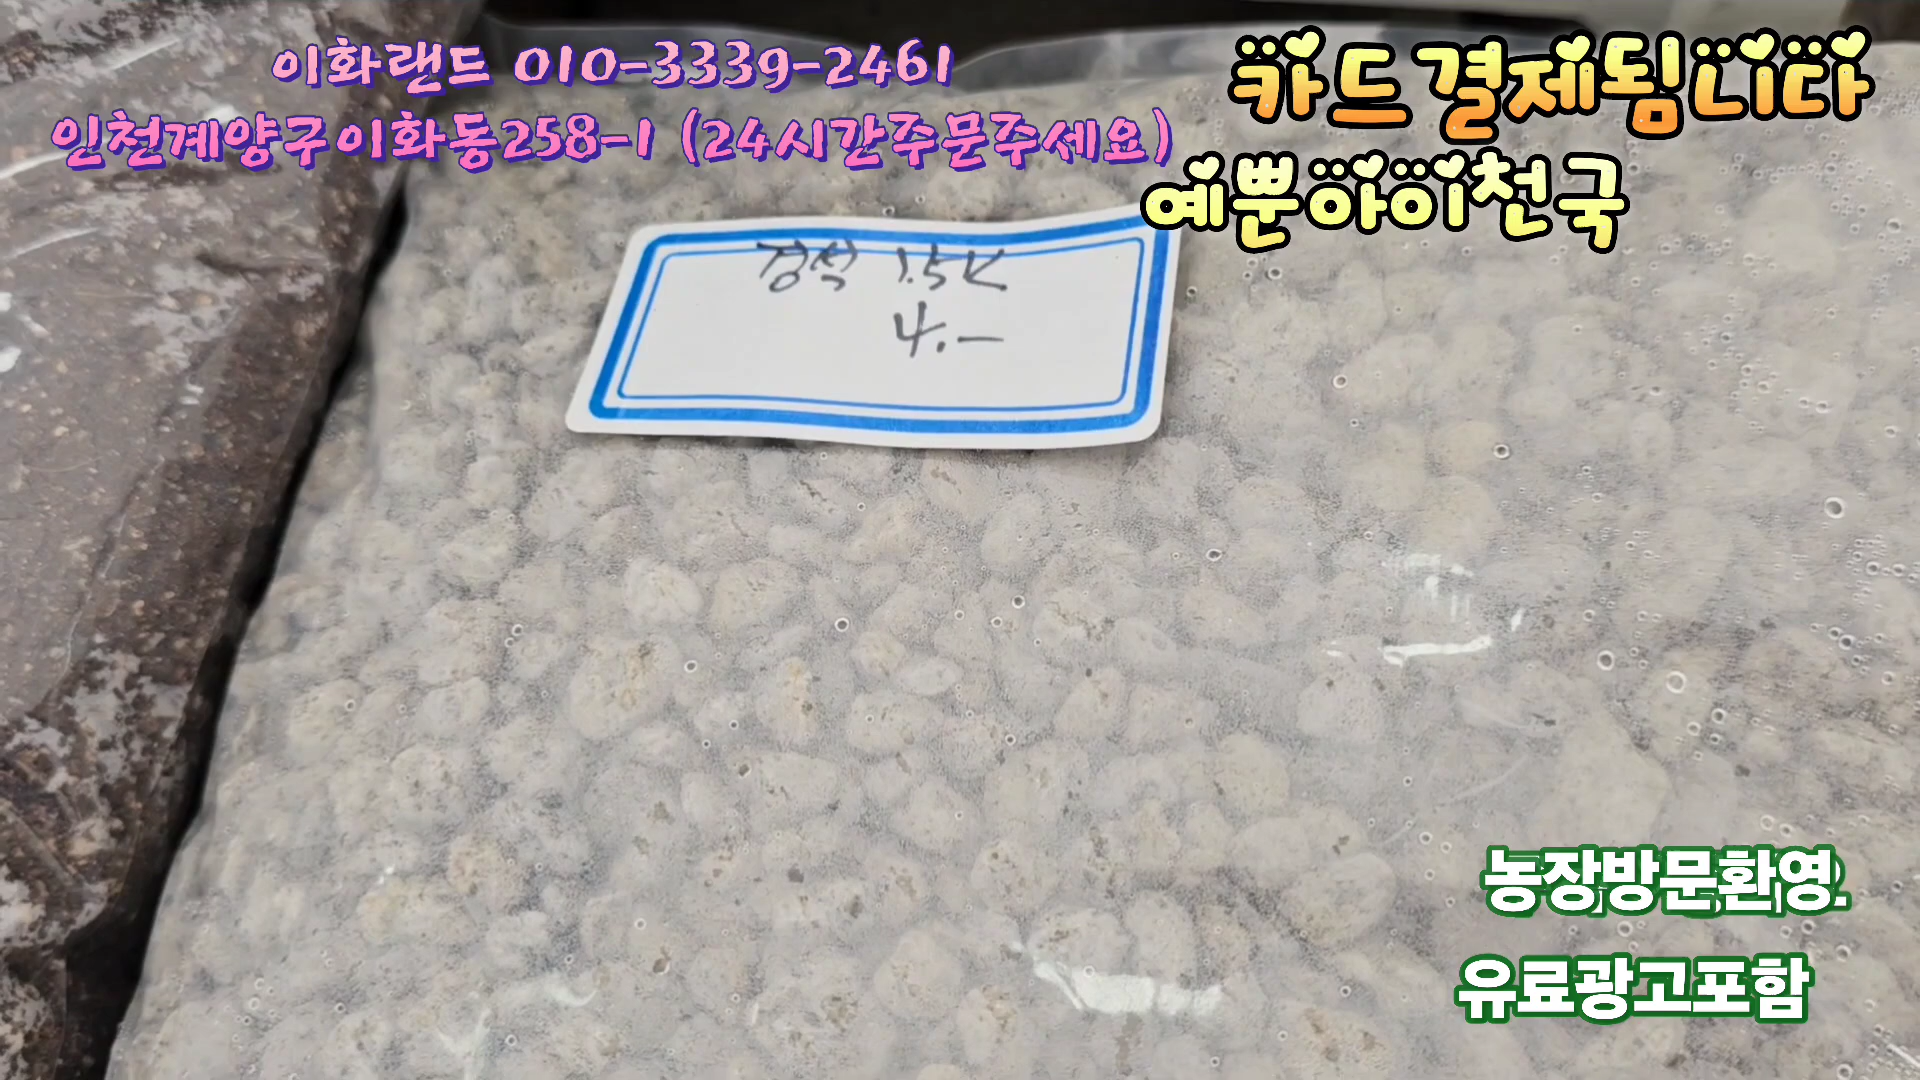 이화랜드 010-3339-2461
인천계양구이화동258-1 (24시간주문주세요)
카드결제됨니다
예뿐아이천국
경석 1.5K
4.-
농장방문환영.
유료광고포함